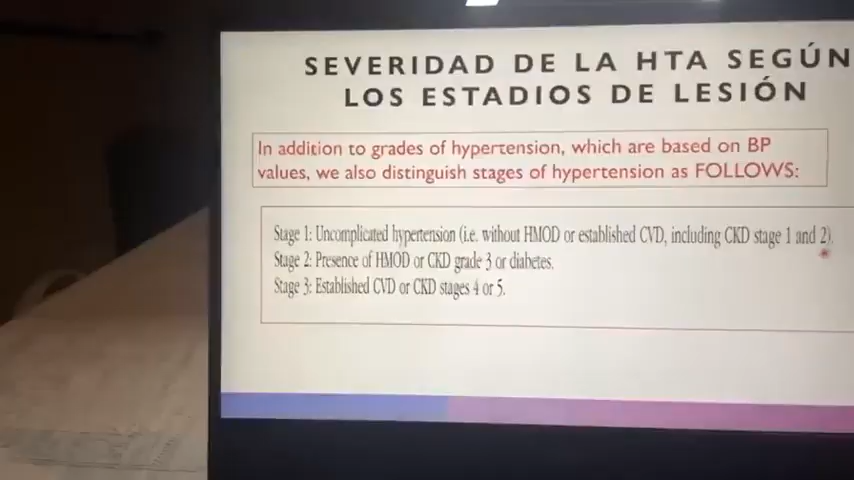 SEVERIDAD DE LA HTA SEGÚN
LOS ESTADIOS DE LESIÓN
In addition to grades of hypertension, which are based on BP
values, we also distinguish stages of hypertension as FOLLOWS:
Stage 1: Uncomplicated hypertension (i.e. without HMOD or established CVD, including CKD stage 1 and 2).
Stage 2: Presence of HMOD or CKD grade 3 or diabetes.
Stage 3: Established CVD or CKD stages 4 or 5.